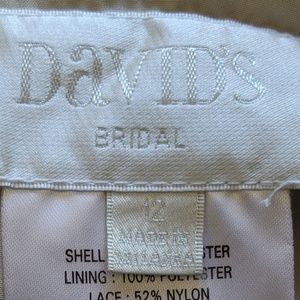 DAVID'S
BRIDAL
12
MADE IN
SHELL
LINING : 100% POLYESTER
LACE : 52% NYLON